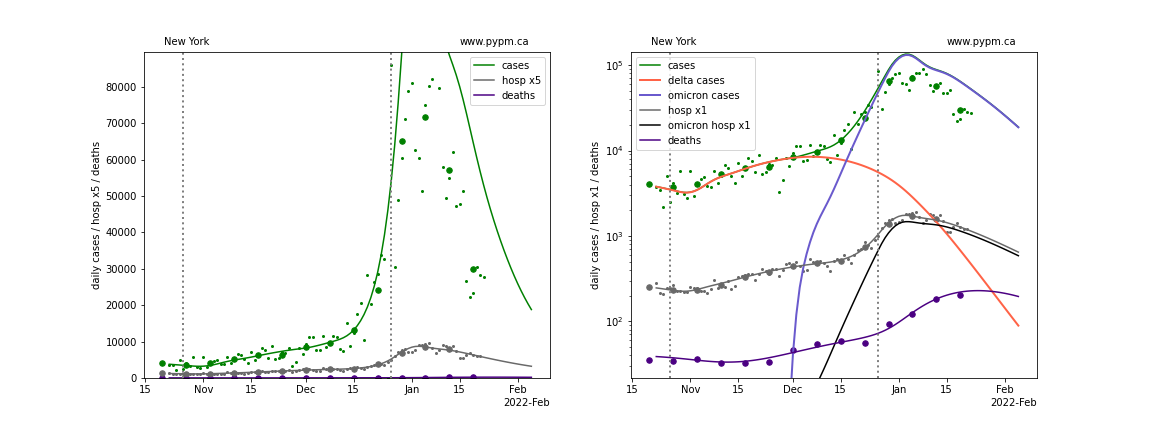 New York
www.pypm.ca
cases
hosp x5
deaths
daily cases / hosp x5 / deaths
80000
70000
60000
50000
40000
30000
20000
10000
0
15
Nov
15
Dec
15
Jan
15
Feb
2022-Feb
New York
www.pypm.ca
cases
delta cases
omicron cases
hosp x1
omicron hosp x1
deaths
daily cases / hosp x1 / deaths
10⁵
10⁴
10³
10²
15
Nov
15
Dec
15
Jan
15
Feb
2022-Feb